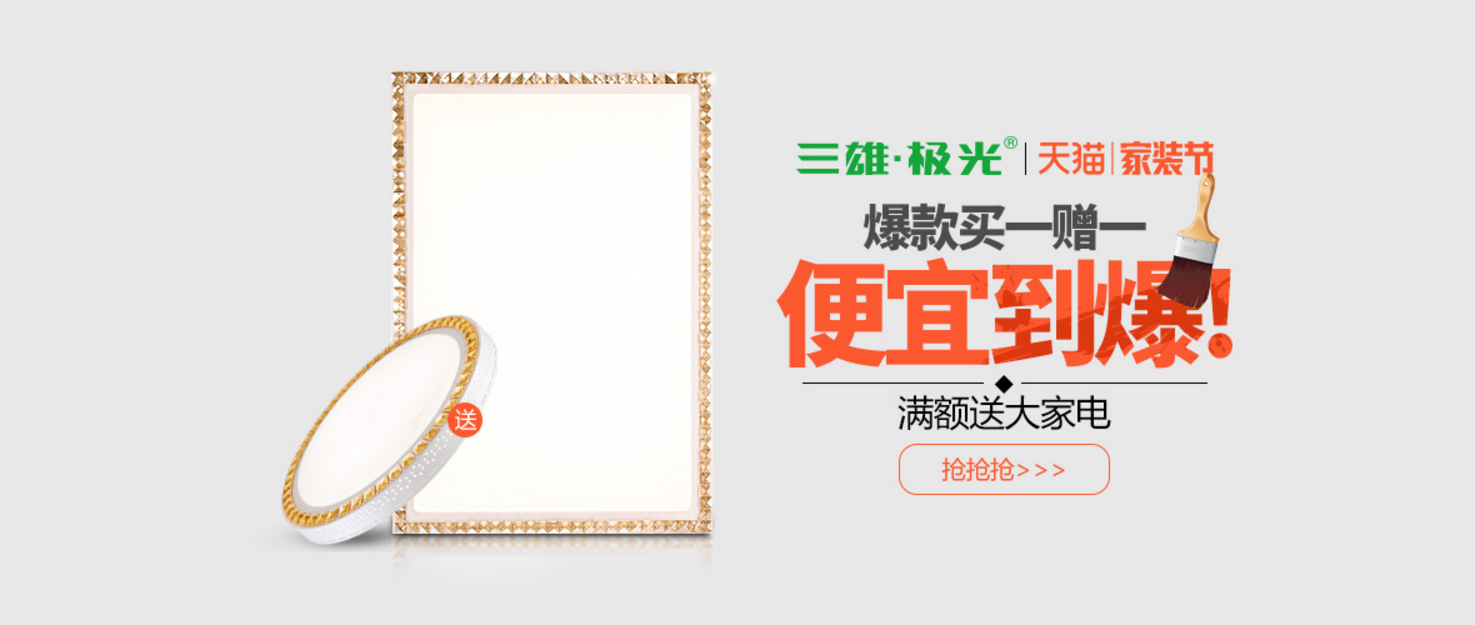 三雄·极光® | 天猫 | 家装节
爆款买一赠一
便宜到爆!
送
满额送大家电
抢抢抢>>>